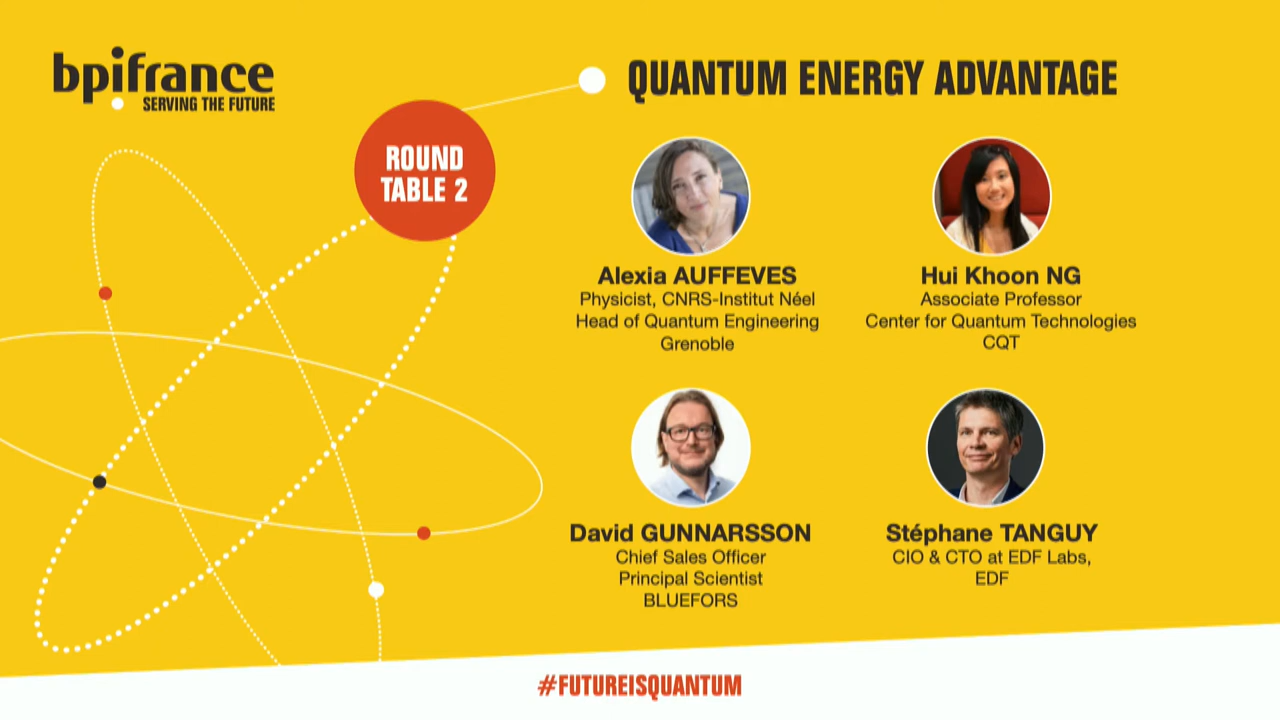 bpifrance
SERVING THE FUTURE
ROUND
TABLE 2
QUANTUM ENERGY ADVANTAGE
Alexia AUFFEVES
Physicist, CNRS-Institut Néel
Head of Quantum Engineering
Grenoble
Hui Khoon NG
Associate Professor
Center for Quantum Technologies
CQT
David GUNNARSSON
Chief Sales Officer
Principal Scientist
BLUEFORS
Stéphane TANGUY
CIO & CTO at EDF Labs,
EDF
#FUTUREISQUANTUM